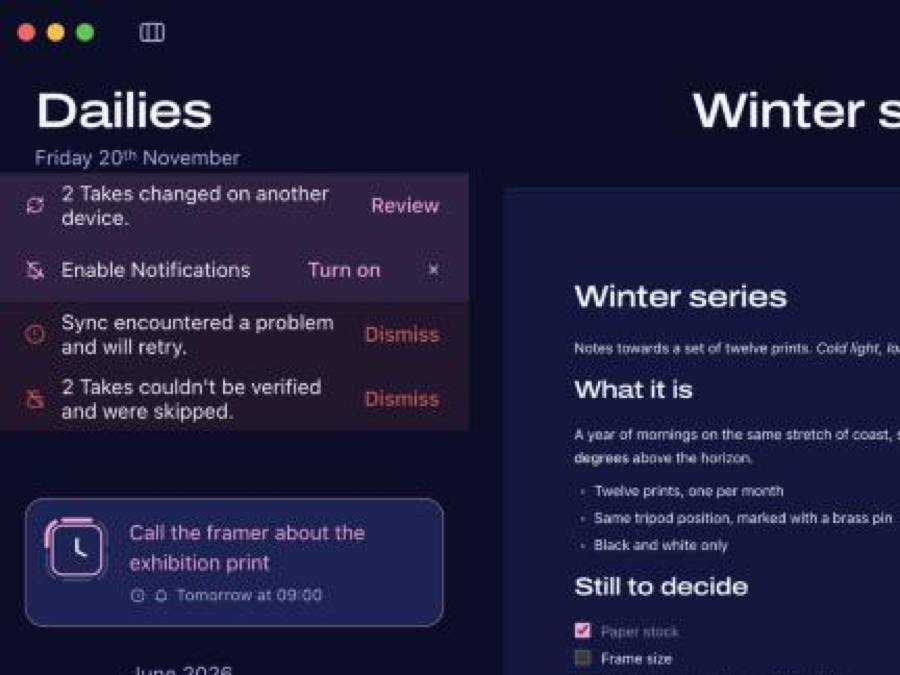 Dailies
Friday 20th November
2 Takes changed on another
device.
Review
Enable Notifications
Turn on
×
Sync encountered a problem
and will retry.
Dismiss
2 Takes couldn't be verified
and were skipped.
Dismiss
Call the framer about the
exhibition print
Tomorrow at 09:00
June 2026
Winter s
Winter series
Notes towards a set of twelve prints. Cold light,
What it is
A year of mornings on the same stretch of coast,
degrees above the horizon.
Twelve prints, one per month
Same tripod position, marked with a brass pin
Black and white only
Still to decide
Paper stock
Frame size